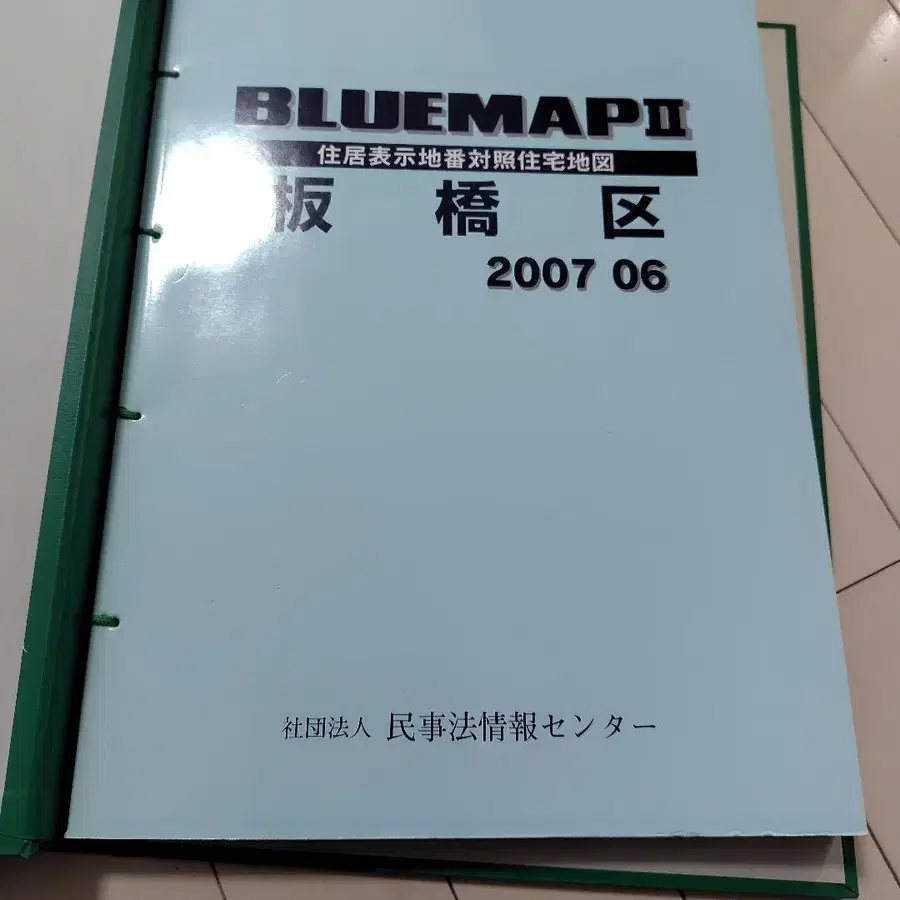 BLUEMAPⅡ
住居表示地番対照住宅地図
板橋区
2007 06
社団法人 民事法情報センター